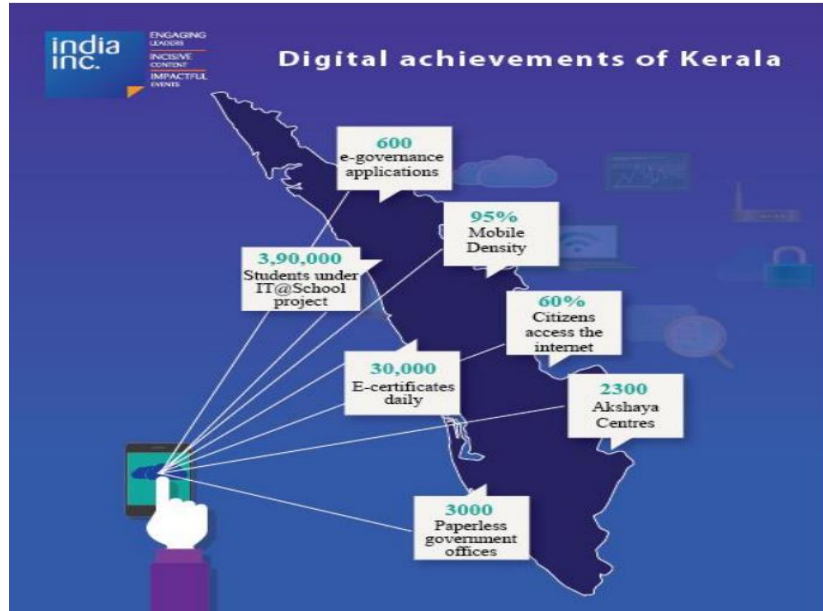 india
inc.
ENGAGING
LEADERS
INCISIVE
CONTENT
IMPACTFUL
EVENTS
Digital achievements of Kerala
600
e-governance
applications
95%
Mobile
Density
3,90,000
Students under
IT@School
project
60%
Citizens
access the
internet
30,000
E-certificates
daily
2300
Akshaya
Centres
3000
Paperless
government
offices